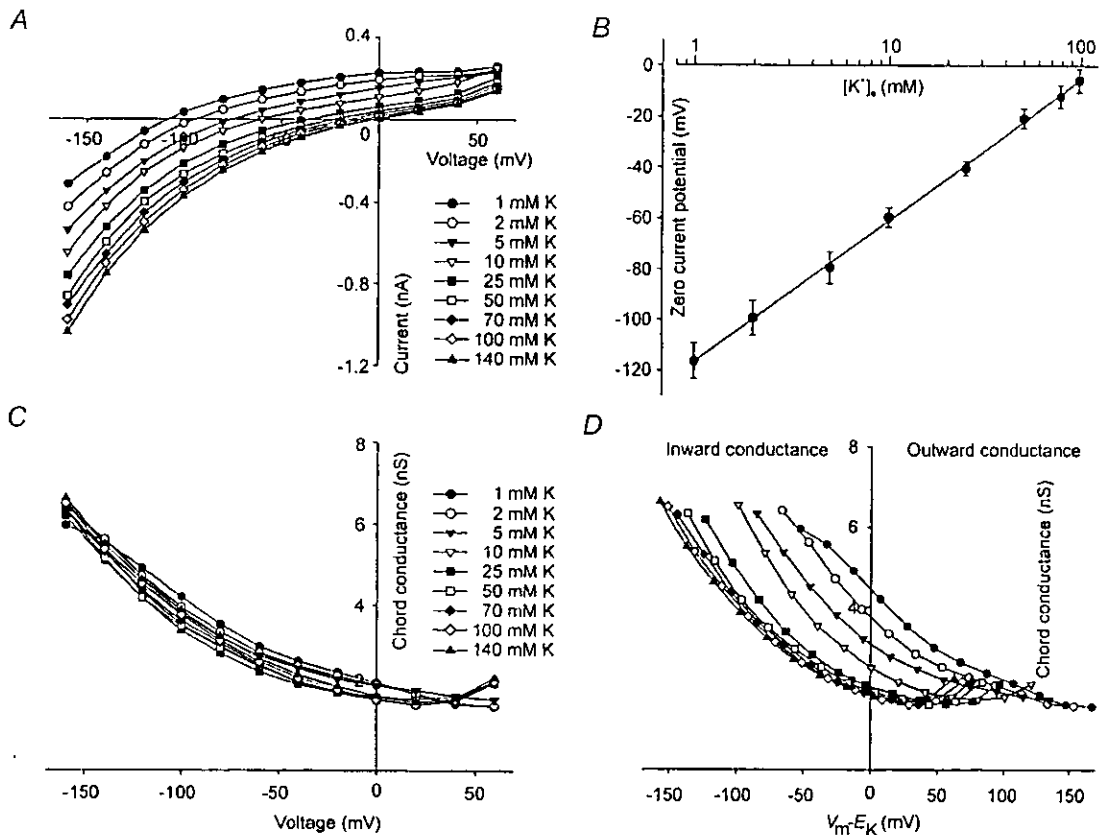 A
0.4
-150
-100
0
50
Voltage (mV)
-0.4
-0.8
-1.2
Current (nA)
1 mM K
2 mM K
5 mM K
10 mM K
25 mM K
50 mM K
70 mM K
100 mM K
140 mM K
B
1
10
100
[K+]o (mM)
0
-20
-40
-60
-80
-100
-120
Zero current potential (mV)
C
8
6
4
2
Chord conductance (nS)
1 mM K
2 mM K
5 mM K
10 mM K
25 mM K
50 mM K
70 mM K
100 mM K
140 mM K
-150
-100
-50
0
50
Voltage (mV)
D
Inward conductance
Outward conductance
8
6
4
Chord conductance (nS)
-150
-100
-50
0
50
100
150
Vm-EK (mV)